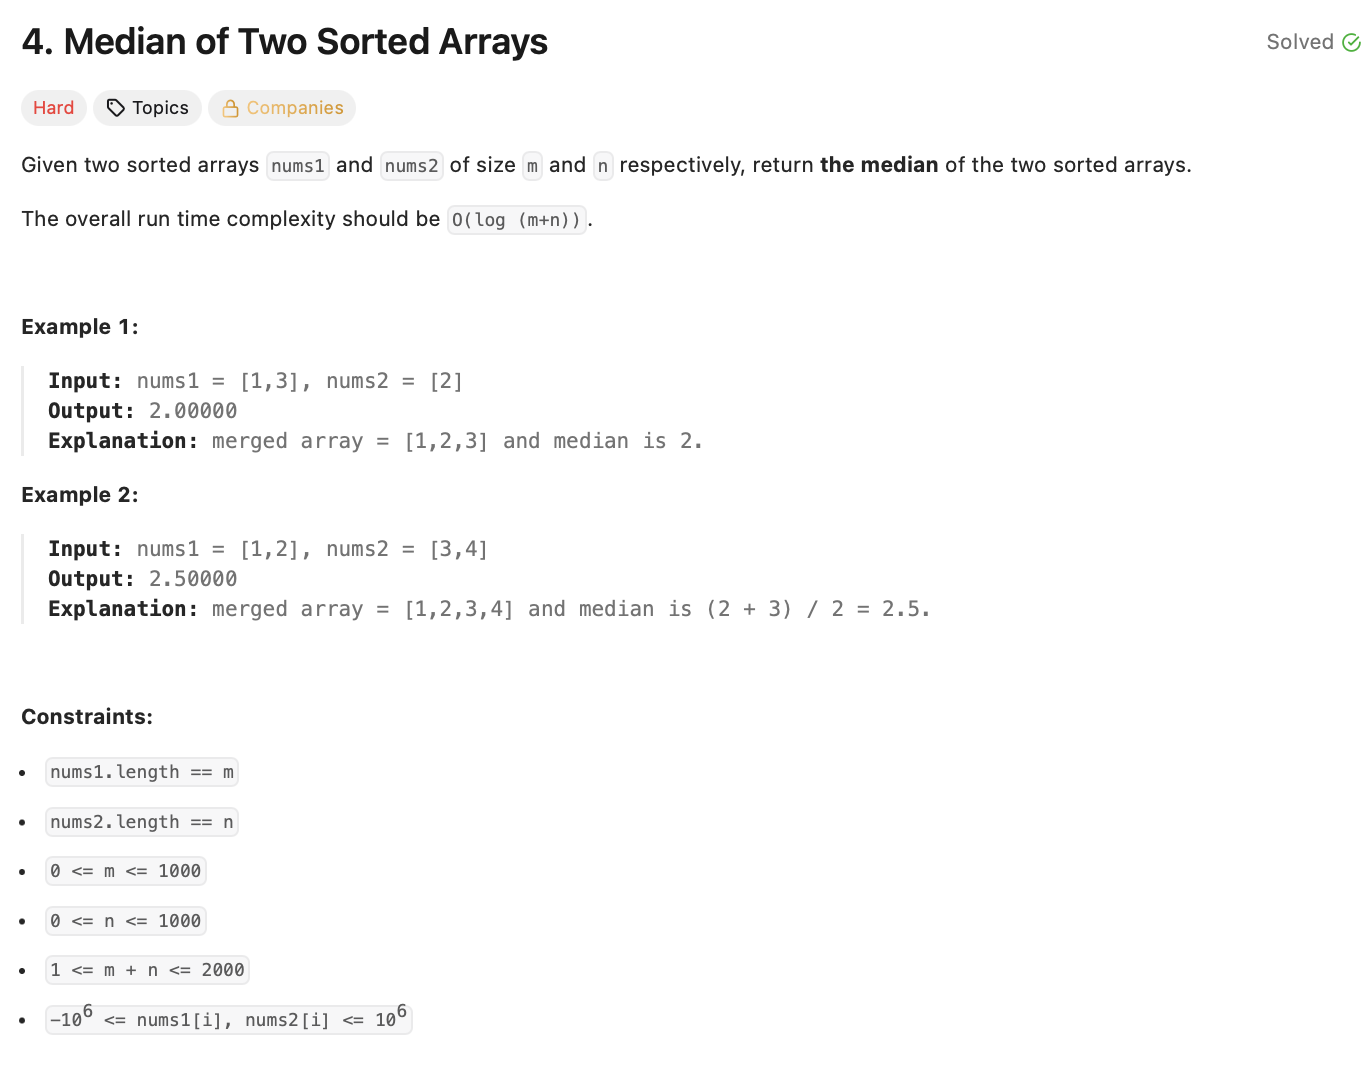 4. Median of Two Sorted Arrays
Solved
Hard Topics Companies
Given two sorted arrays nums1 and nums2 of size m and n respectively, return the median of the two sorted arrays.
The overall run time complexity should be O(log (m+n)).
Example 1:
Input: nums1 = [1,3], nums2 = [2]
Output: 2.00000
Explanation: merged array = [1,2,3] and median is 2.
Example 2:
Input: nums1 = [1,2], nums2 = [3,4]
Output: 2.50000
Explanation: merged array = [1,2,3,4] and median is (2 + 3) / 2 = 2.5.
Constraints:
• nums1.length == m
• nums2.length == n
• 0 <= m <= 1000
• 0 <= n <= 1000
• 1 <= m + n <= 2000
• −10⁶ <= nums1[i], nums2[i] <= 10⁶